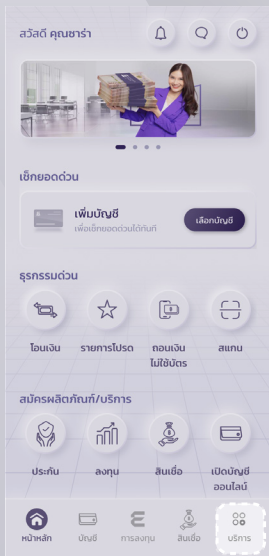 สวัสดี คุณซาร่า
เช็กยอดด่วน
เพิ่มบัญชี
เพื่อเช็กยอดด่วนได้ทันที
เลือกบัญชี
ธุรกรรมด่วน
โอนเงิน
รายการโปรด
ถอนเงิน
ไม่ใช้บัตร
สแกน
สมัครผลิตภัณฑ์/บริการ
ประกัน
ลงทุน
สินเชื่อ
เปิดบัญชี
ออนไลน์
หน้าหลัก
บัญชี
การลงทุน
สินเชื่อ
บริการ